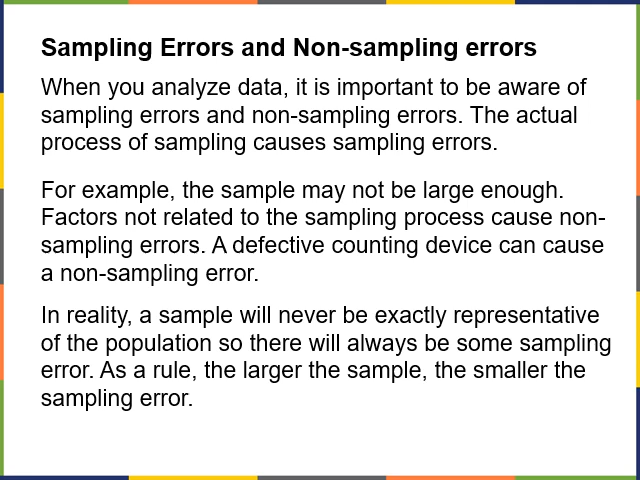 Sampling Errors and Non-sampling errors
When you analyze data, it is important to be aware of
sampling errors and non-sampling errors. The actual
process of sampling causes sampling errors.
For example, the sample may not be large enough.
Factors not related to the sampling process cause non-
sampling errors. A defective counting device can cause
a non-sampling error.
In reality, a sample will never be exactly representative
of the population so there will always be some sampling
error. As a rule, the larger the sample, the smaller the
sampling error.